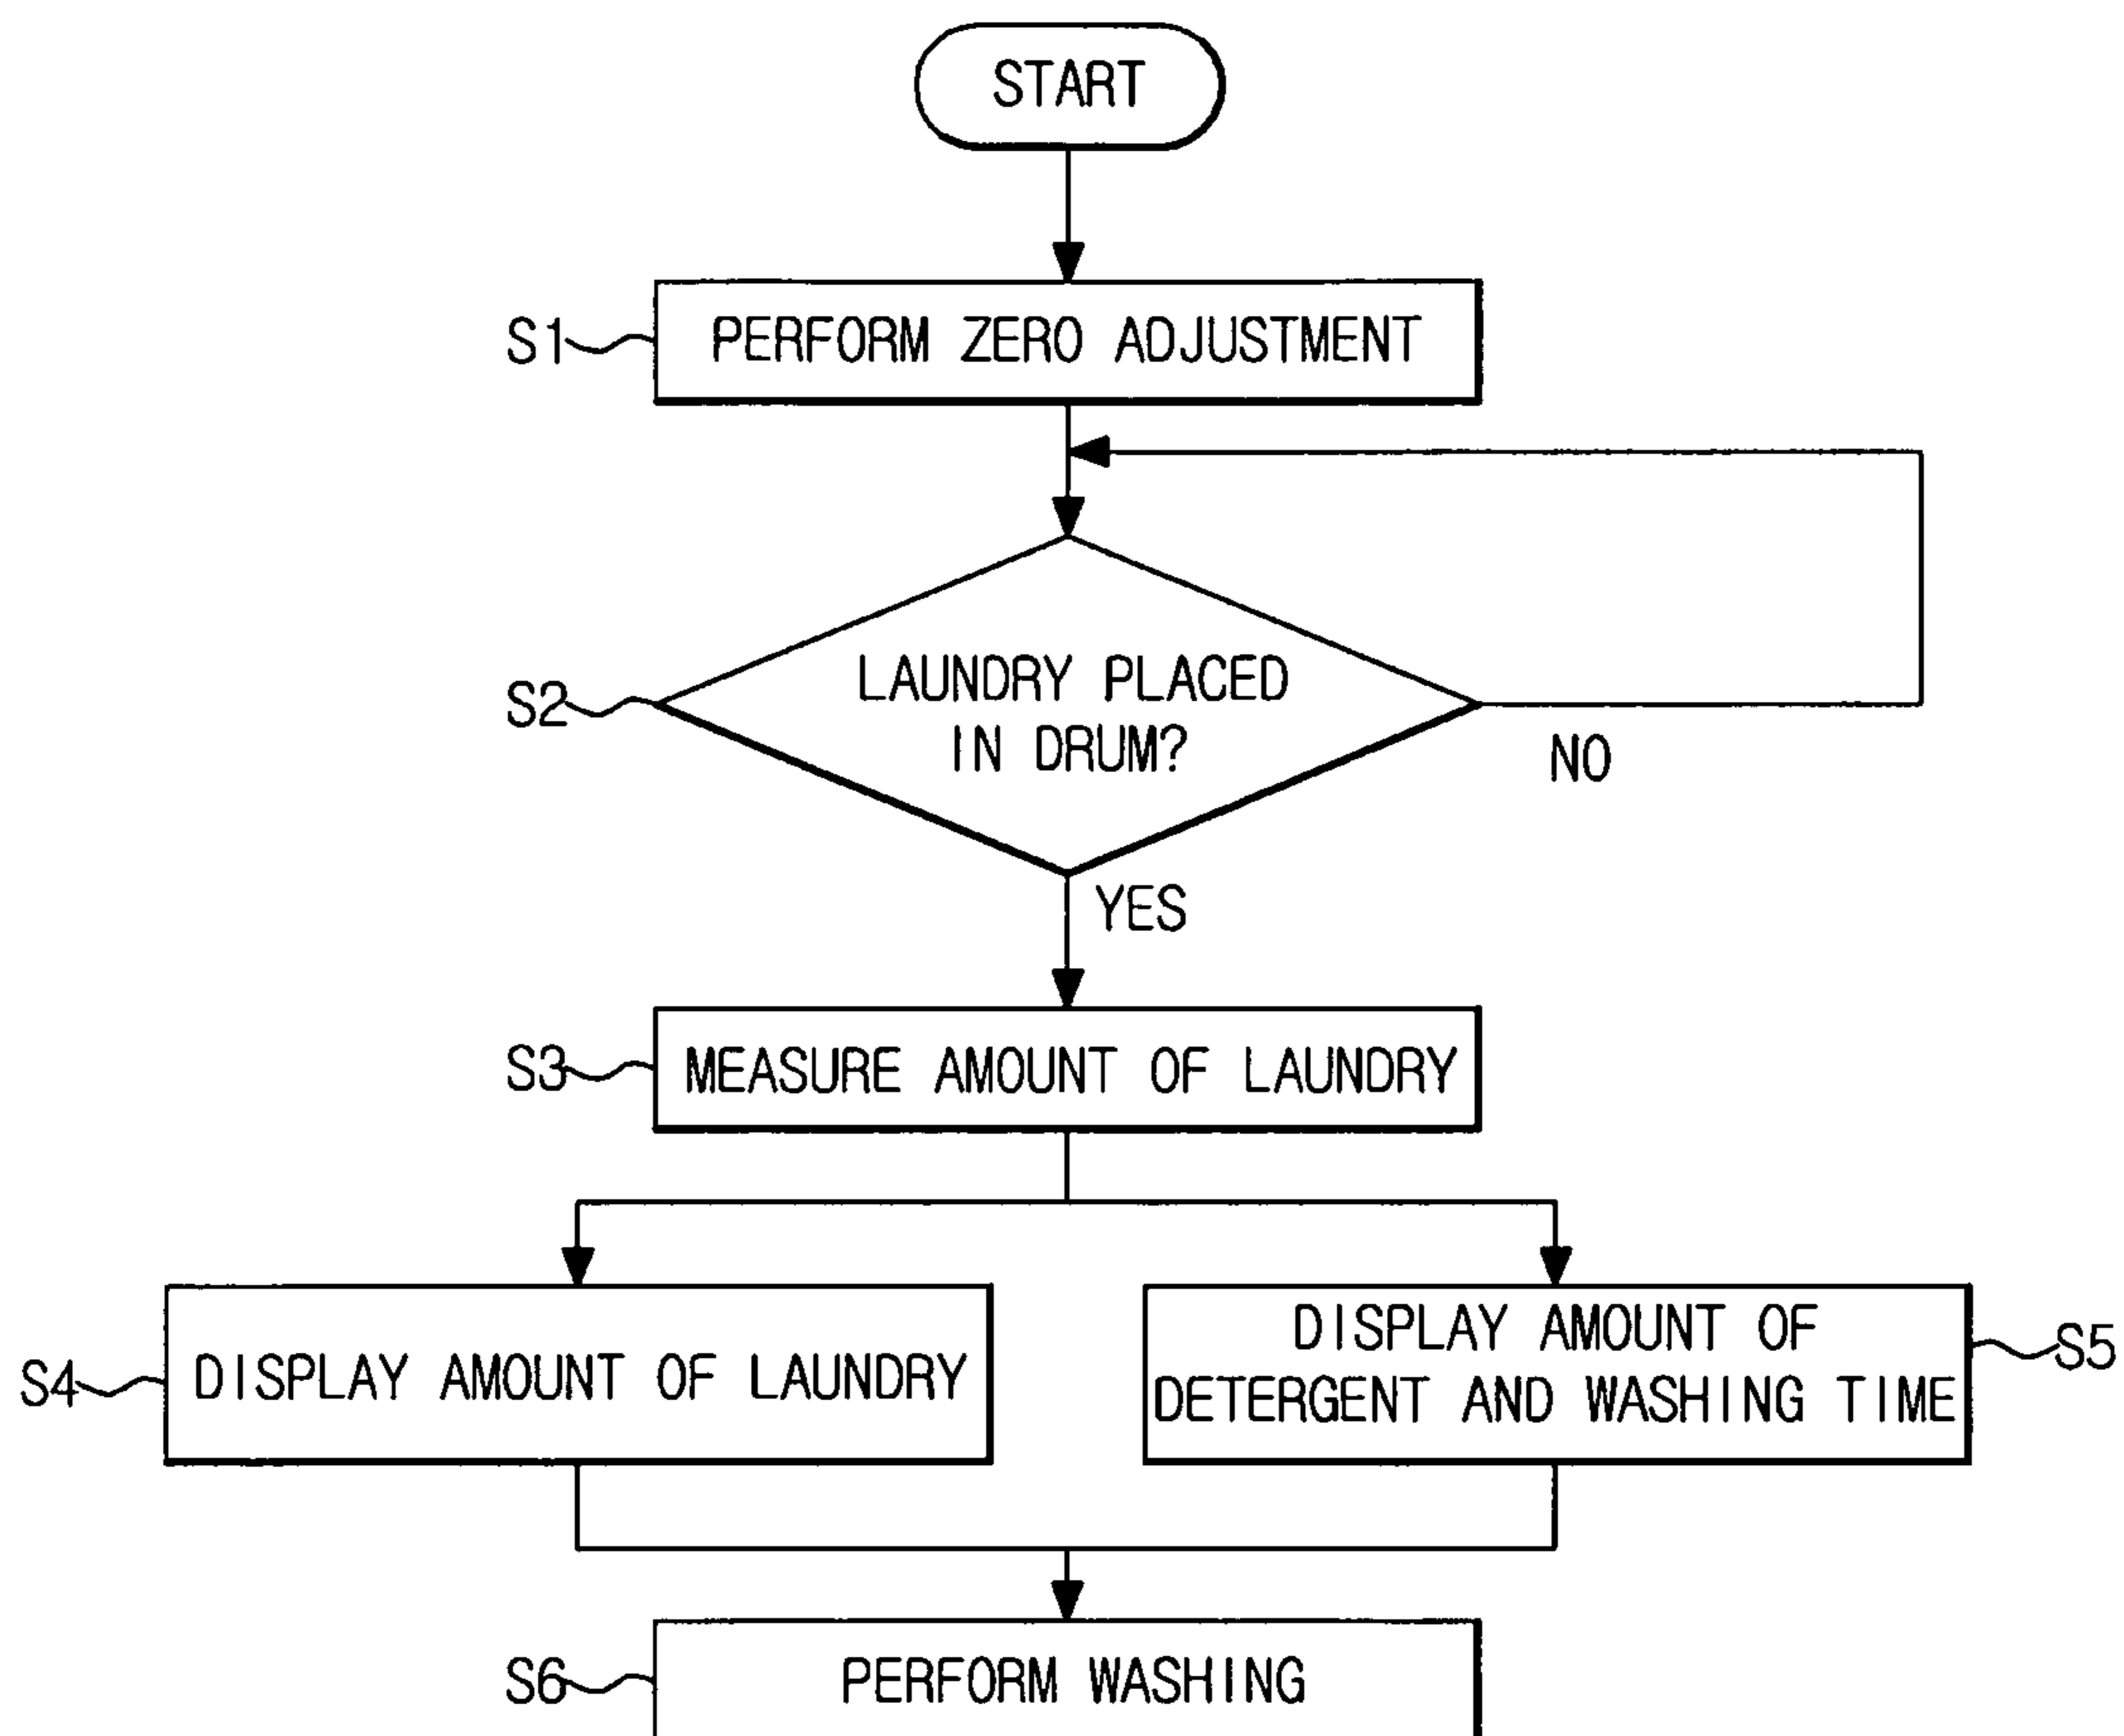 START
S1
PERFORM ZERO ADJUSTMENT
S2
LAUNDRY PLACED
IN DRUM?
NO
YES
S3
MEASURE AMOUNT OF LAUNDRY
S4
DISPLAY AMOUNT OF LAUNDRY
DISPLAY AMOUNT OF
DETERGENT AND WASHING TIME
S5
S6
PERFORM WASHING